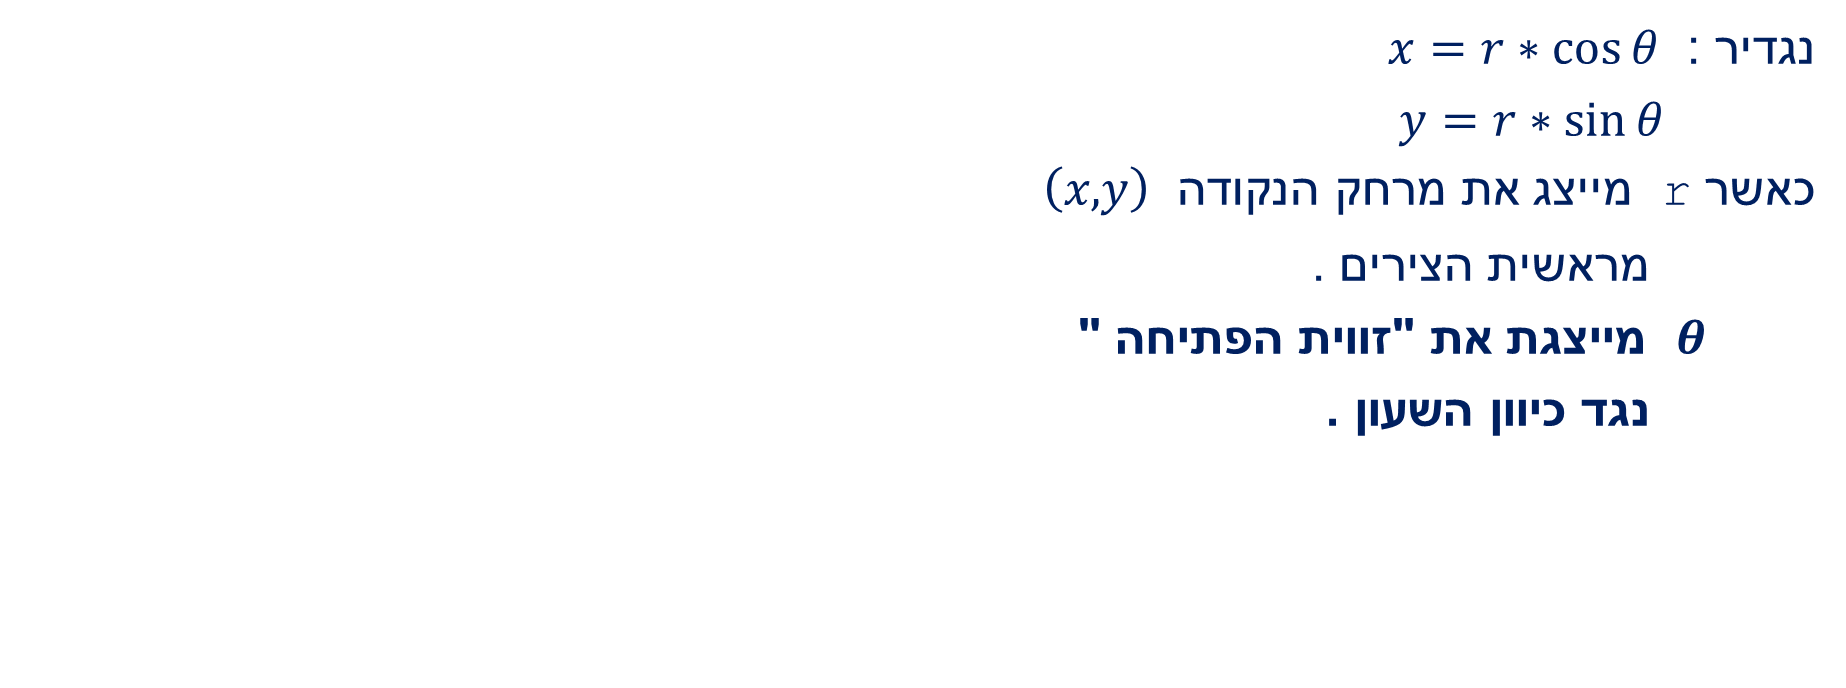 נגדיר : x = r ∗ cos θ
y = r ∗ sin θ
כאשר r מייצג את מרחק הנקודה (x,y)
מראשית הצירים .
θ מייצגת את "זווית הפתיחה "
נגד כיוון השעון .